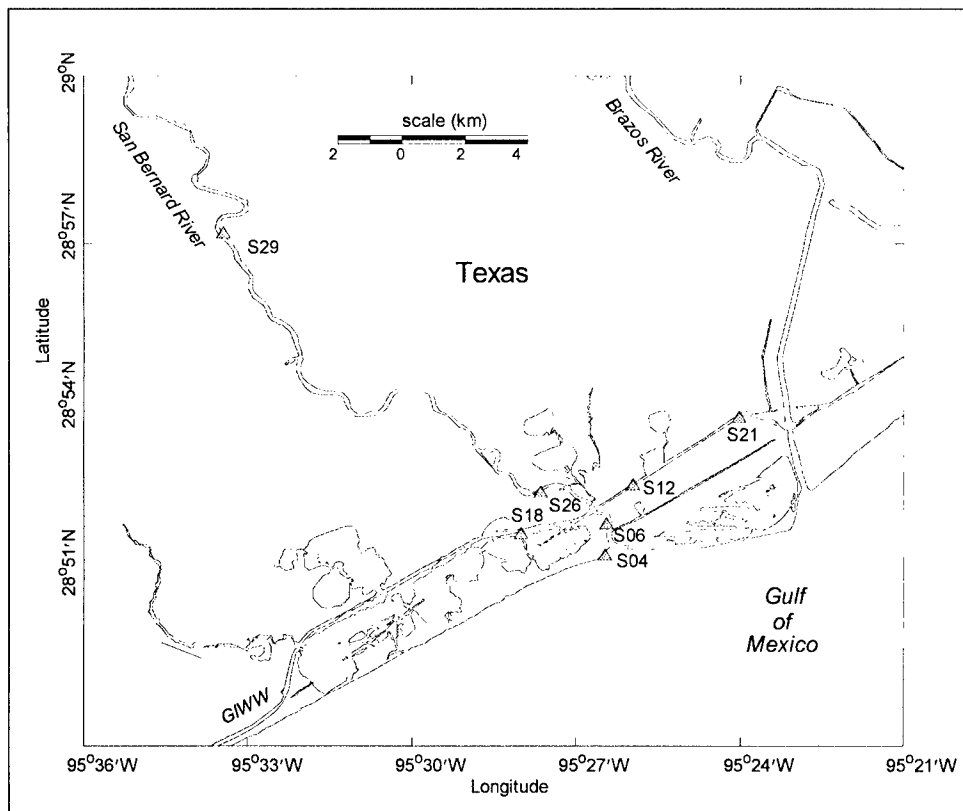 29°N
28°57'N
28°54'N
28°51'N
Latitude
San Bernard River
scale (km)
2 0 2 4
Brazos River
S29
Texas
S21
S12
S26
S18
S06
S04
Gulf
of
Mexico
GIWW
95°36'W 95°33'W 95°30'W 95°27'W 95°24'W 95°21'W
Longitude